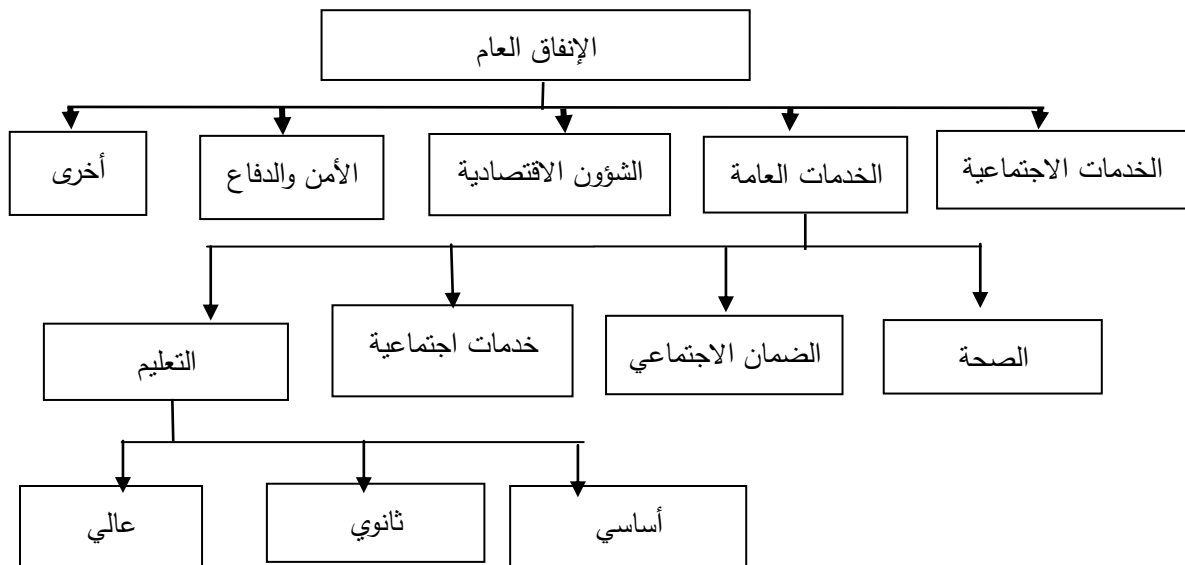 الإنفاق العام
الخدمات الاجتماعية
الخدمات العامة
الشؤون الاقتصادية
الأمن والدفاع
أخرى
الصحة
الضمان الاجتماعي
خدمات اجتماعية
التعليم
أساسي
ثانوي
عالي